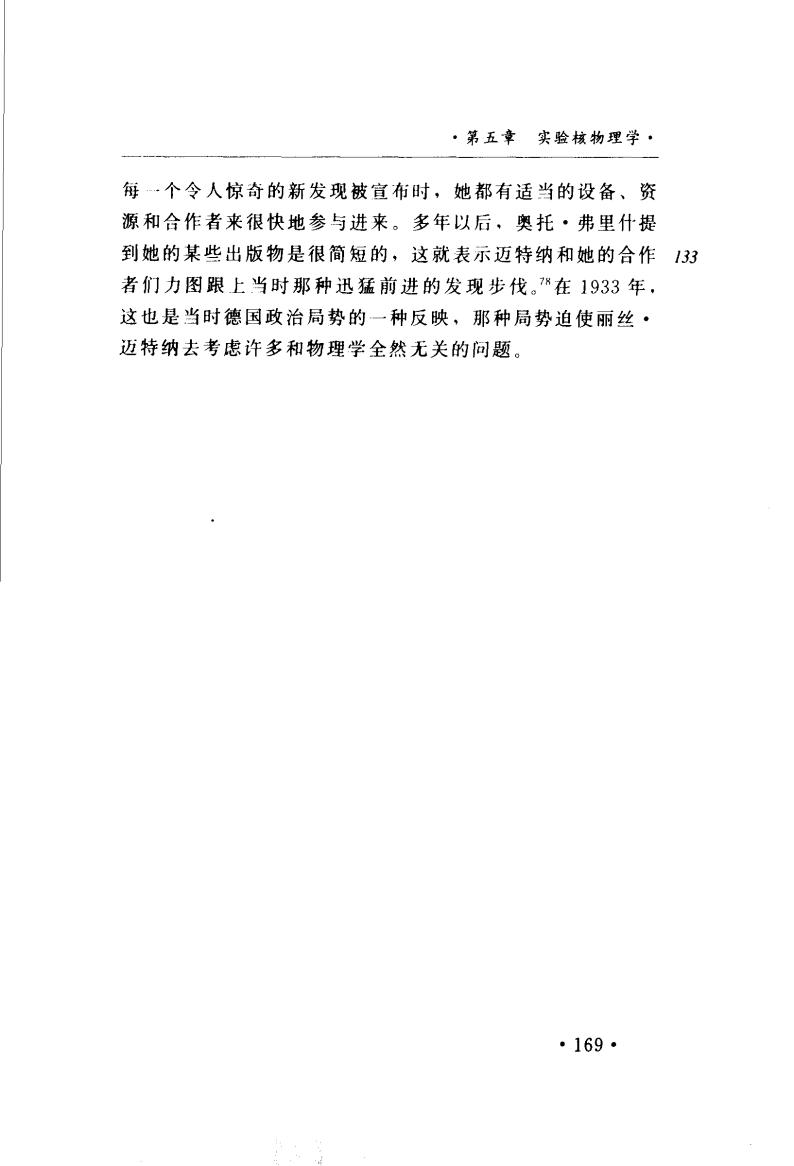 ·第五章 实验核物理学·
每一个令人惊奇的新发现被宣布时，她都有适当的设备、资
源和合作者来很快地参与进来。多年以后，奥托·弗里什提
到她的某些出版物是很简短的，这就表示迈特纳和她的合作 133
者们力图跟上当时那种迅猛前进的发现步伐。78在 1933 年，
这也是当时德国政治局势的一种反映，那种局势迫使丽丝·
迈特纳去考虑许多和物理学全然无关的问题。
·169·